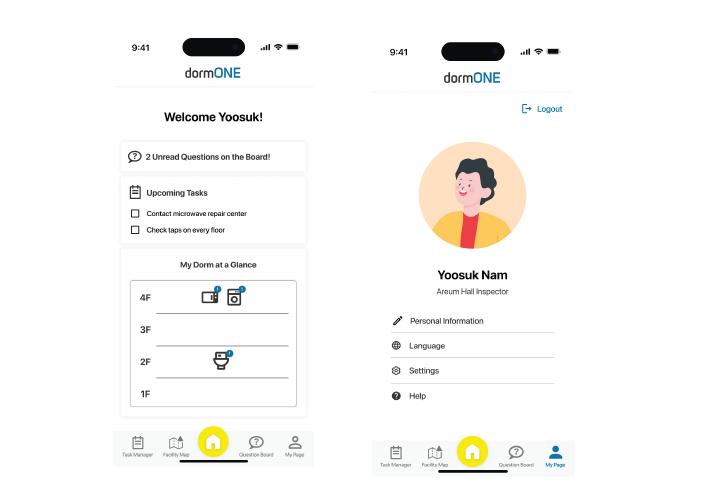 9:41
dormONE
Welcome Yoosuk!
2 Unread Questions on the Board!
Upcoming Tasks
Contact microwave repair center
Check taps on every floor
My Dorm at a Glance
4F
3F
2F
1F
Task Manager
Facility Map
Question Board
My Page
9:41
dormONE
Logout
Yoosuk Nam
Areum Hall Inspector
Personal Information
Language
Settings
Help
Task Manager
Facility Map
Question Board
My Page